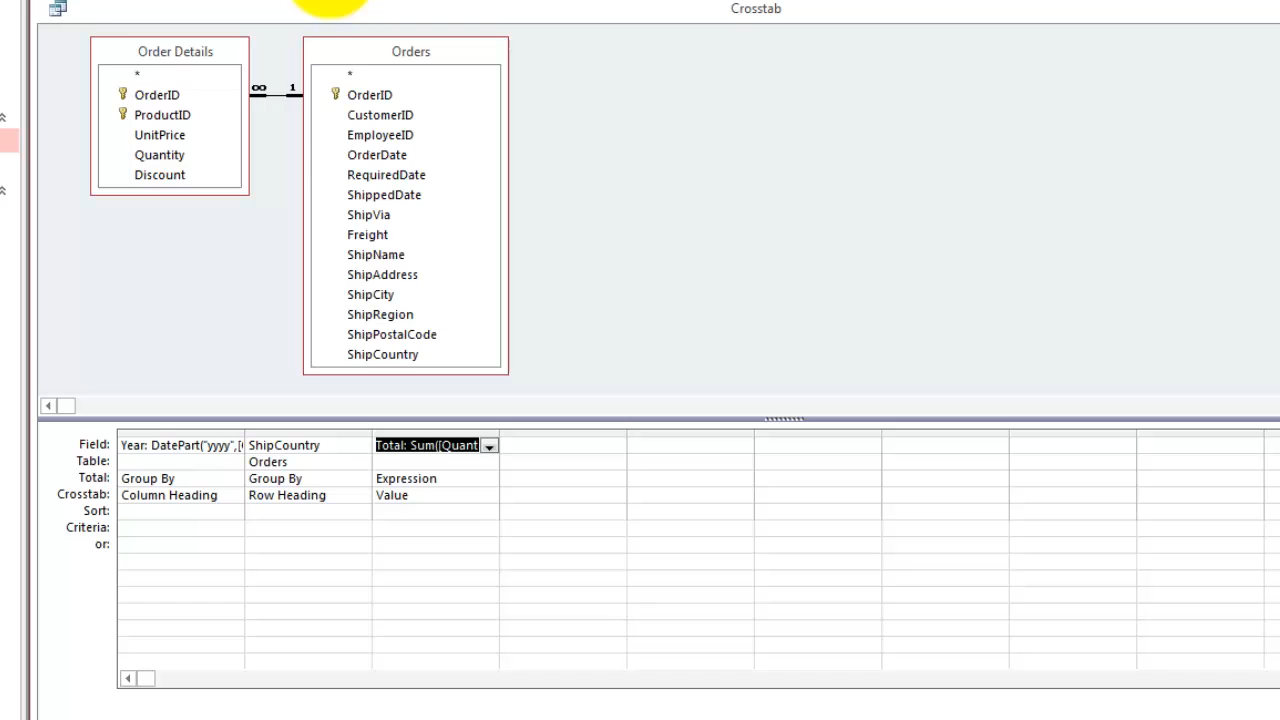 Crosstab
Order Details
*
OrderID
ProductID
UnitPrice
Quantity
Discount
∞ 1
Orders
*
OrderID
CustomerID
EmployeeID
OrderDate
RequiredDate
ShippedDate
ShipVia
Freight
ShipName
ShipAddress
ShipCity
ShipRegion
ShipPostalCode
ShipCountry
Field: Year: DatePart("yyyy",[ ShipCountry Total: Sum([Quant
Table: Orders
Total: Group By Group By Expression
Crosstab: Column Heading Row Heading Value
Sort:
Criteria:
or: